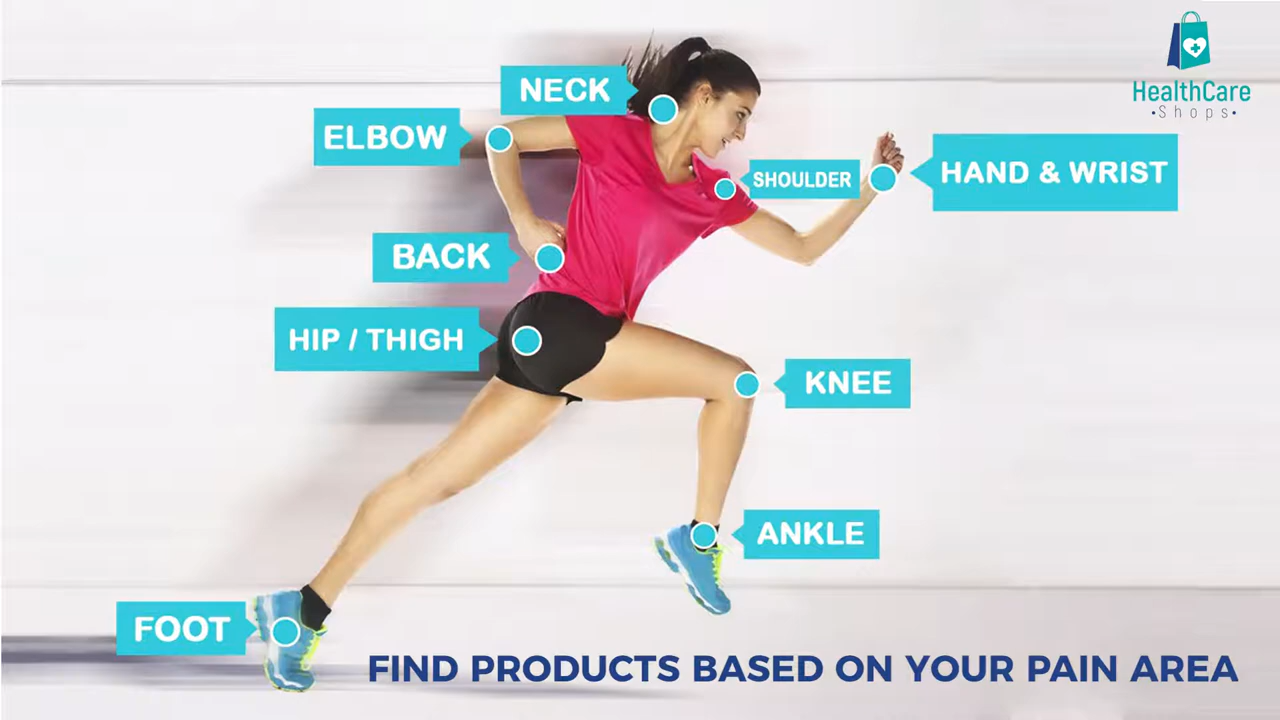 HealthCare
• Shops •
NECK
ELBOW
SHOULDER
HAND & WRIST
BACK
HIP / THIGH
KNEE
ANKLE
FOOT
FIND PRODUCTS BASED ON YOUR PAIN AREA